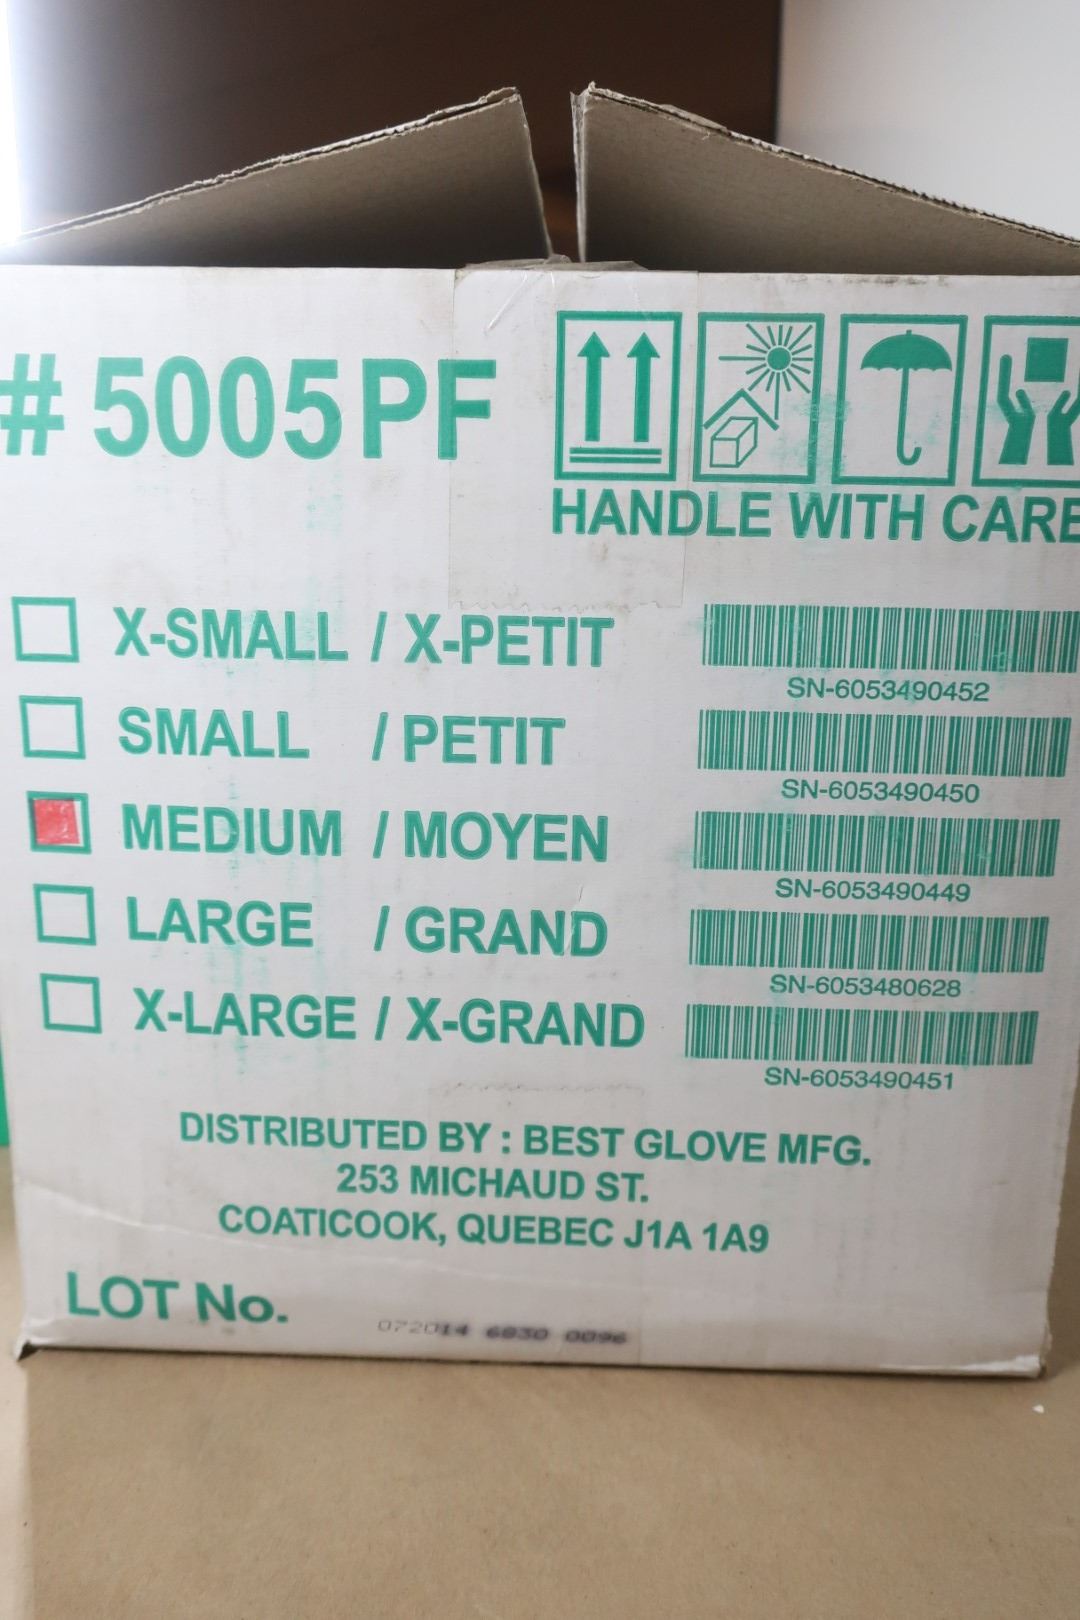 # 5005PF
HANDLE WITH CARE
X-SMALL / X-PETIT
SN-6053490452
SMALL / PETIT
SN-6053490450
MEDIUM / MOYEN
SN-6053490449
LARGE / GRAND
SN-6053480628
X-LARGE / X-GRAND
SN-6053490451
DISTRIBUTED BY : BEST GLOVE MFG.
253 MICHAUD ST.
COATICOOK, QUEBEC J1A 1A9
LOT No.
072014 6830 0096